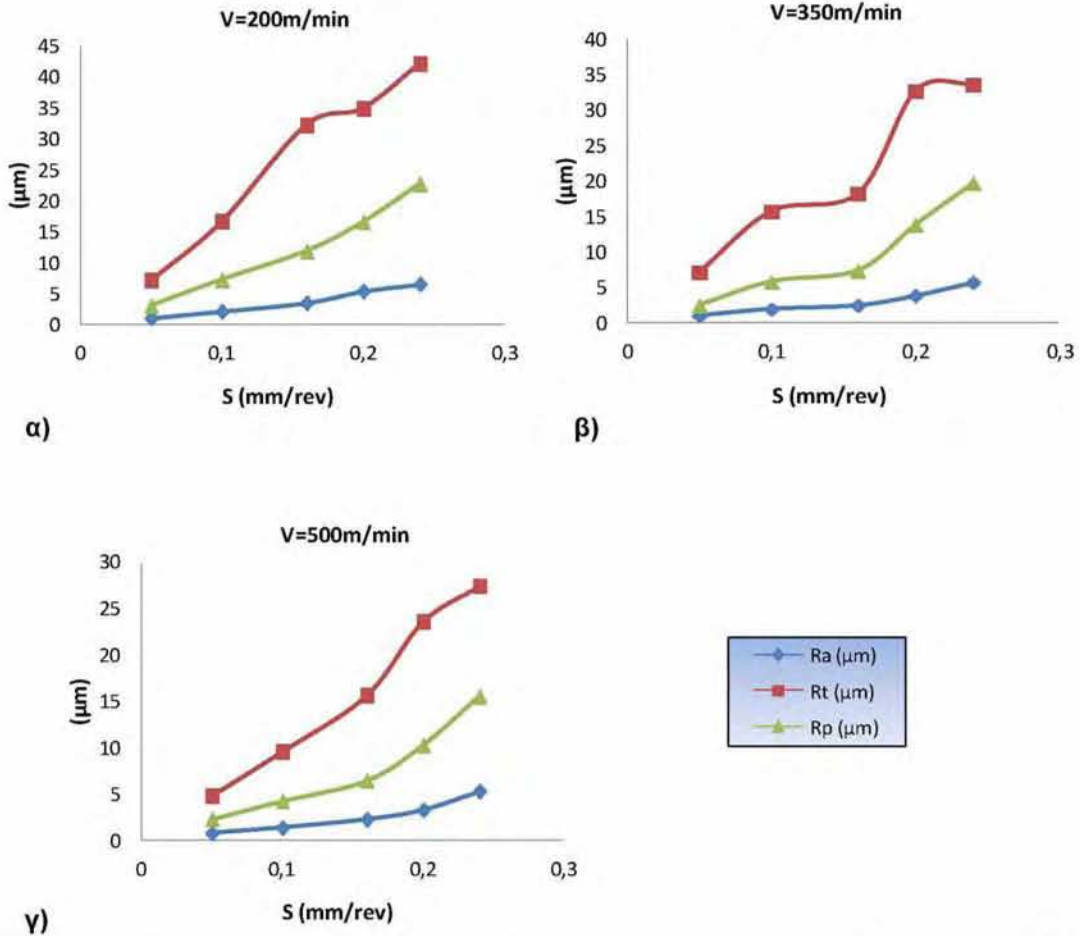 V=200m/min
45
40
35
30
25
20
15
10
5
0
(μm)
0 0,1 0,2 0,3
S (mm/rev)
α)
V=350m/min
40
35
30
25
20
15
10
5
0
(μm)
0 0,1 0,2 0,3
S (mm/rev)
β)
V=500m/min
30
25
20
15
10
5
0
(μm)
0 0,1 0,2 0,3
S (mm/rev)
γ)
Ra (μm)
Rt (μm)
Rp (μm)